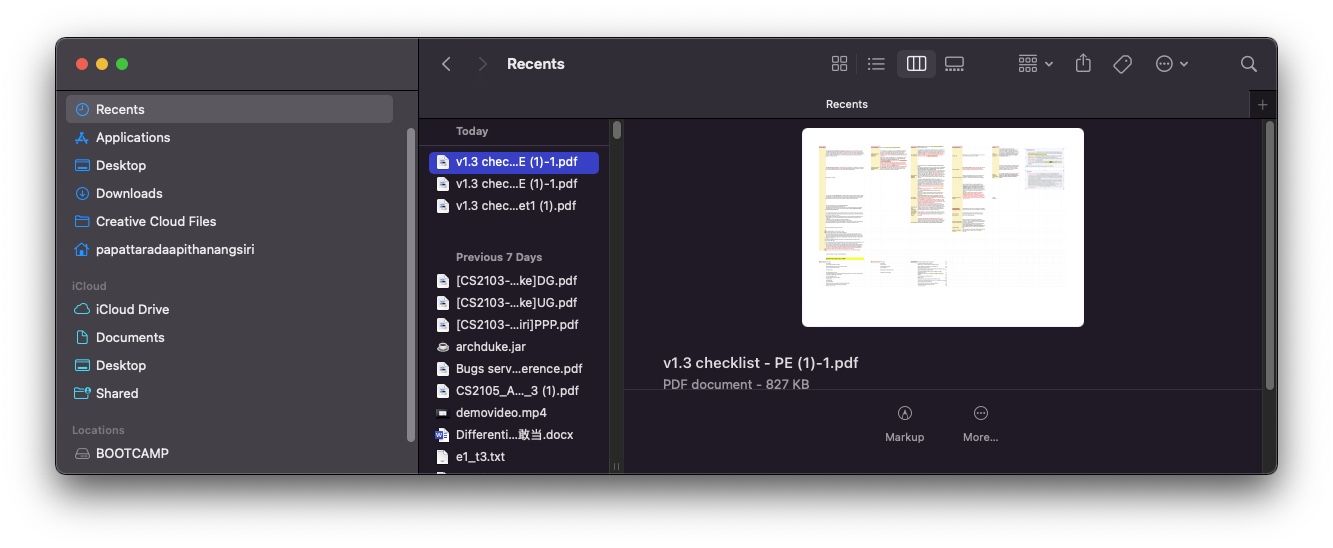 Recents
Recents
Applications
Desktop
Downloads
Creative Cloud Files
papattaradaapithanangsiri
iCloud
iCloud Drive
Documents
Desktop
Shared
Locations
BOOTCAMP
Recents
Today
v1.3 chec...E (1)-1.pdf
v1.3 chec...E (1)-1.pdf
v1.3 chec...et1 (1).pdf
Previous 7 Days
[CS2103-...ke]DG.pdf
[CS2103-...ke]UG.pdf
[CS2103-...iri]PPP.pdf
archduke.jar
Bugs serv...erence.pdf
CS2105_A..._3 (1).pdf
demovideo.mp4
Differenti...敢当.docx
e1_t3.txt
v1.3 checklist - PE (1)-1.pdf
PDF document - 827 KB
Markup
More...